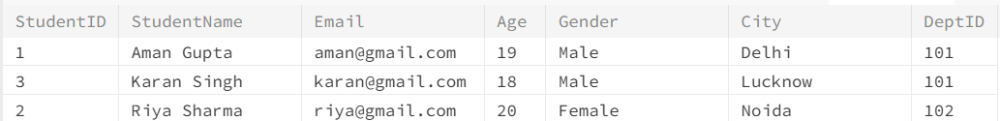 StudentID StudentName Email Age Gender City DeptID
1 Aman Gupta aman@gmail.com 19 Male Delhi 101
3 Karan Singh karan@gmail.com 18 Male Lucknow 101
2 Riya Sharma riya@gmail.com 20 Female Noida 102